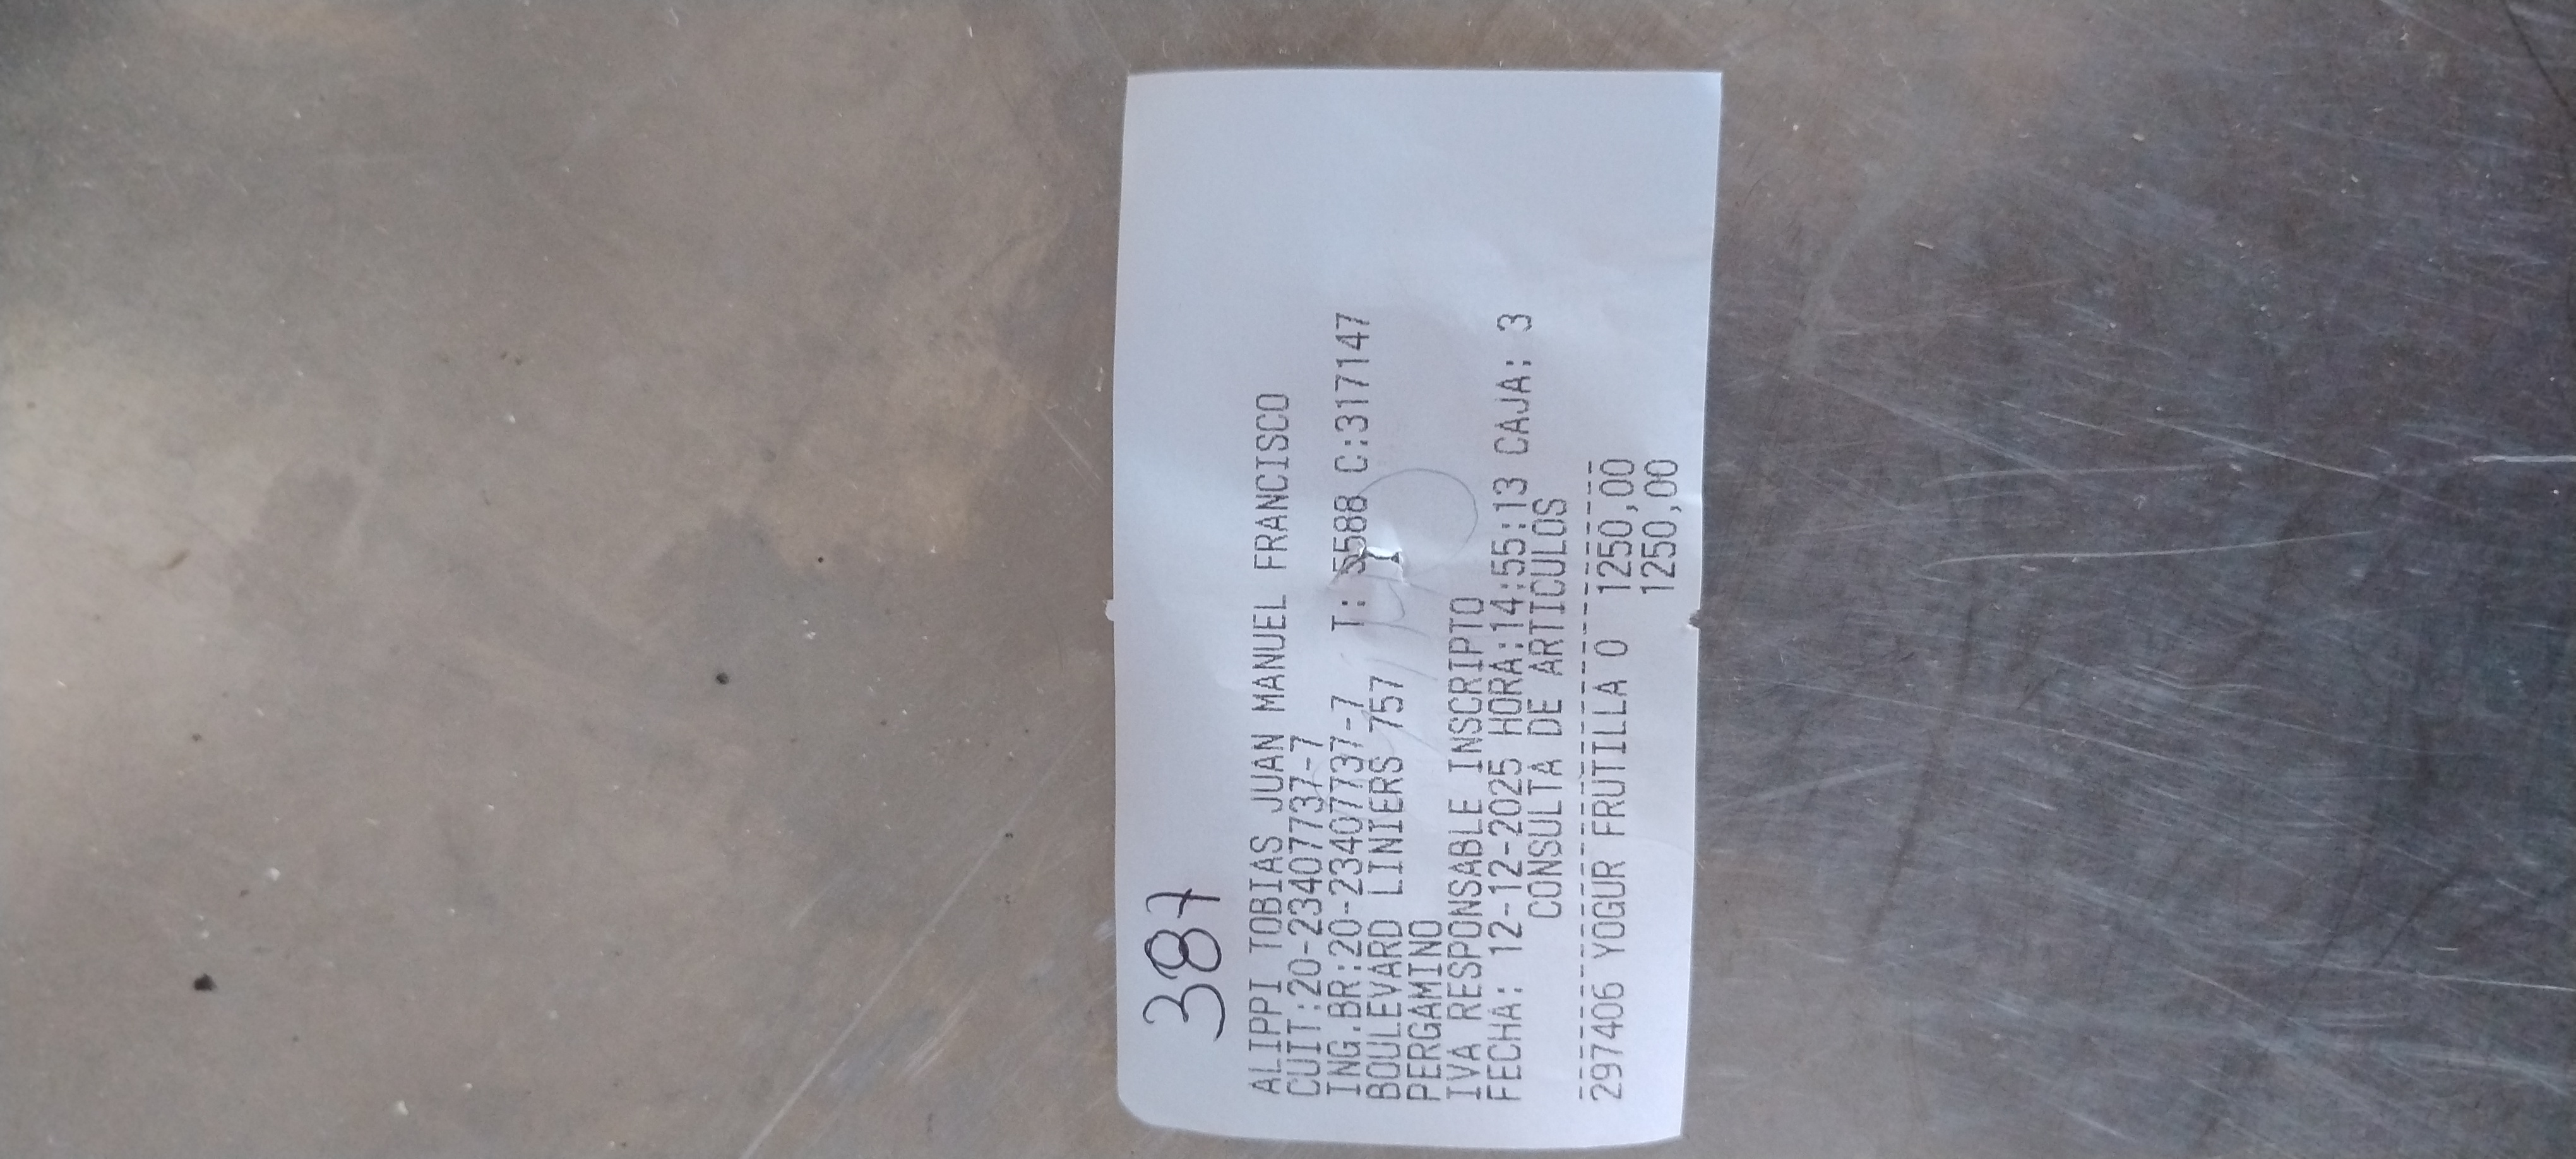 387
ALIPPI TOBIAS JUAN MANUEL FRANCISCO
CUIT:20-23407737-7
ING.BR:20-23407737-7 T: 5588 C:317147
BOULEVARD LINIERS 757
PERGAMINO
IVA RESPONSABLE INSCRIPTO
FECHA: 12-12-2025 HORA:14:55:13 CAJA: 3
CONSULTA DE ARTICULOS
297406 YOGUR FRUTILLA O 1250,00
1250,00